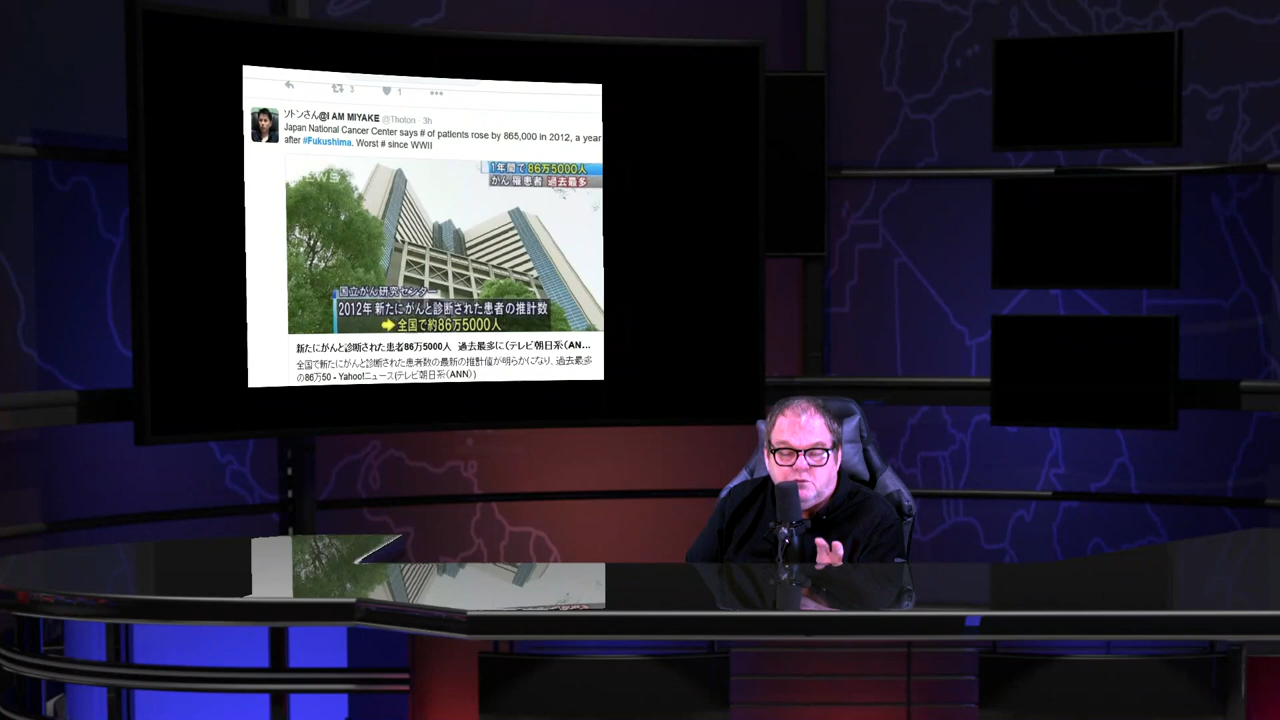 3
1
ソトンさん@I AM MIYAKE @Thoton · 3h
Japan National Cancer Center says # of patients rose by 865,000 in 2012, a year
after #Fukushima. Worst # since WWII
1年間で86万5000人
がん罹患者 過去最多
国立がん研究センター
2012年 新たにがんと診断された患者の推計数
全国で約86万5000人
新たにがんと診断された患者86万5000人 過去最多に(テレビ朝日系(AN...
全国で新たにがんと診断された患者数の最新の推計値が明らかになり、過去最多
の86万50 - Yahoo!ニュース(テレビ朝日系(ANN))